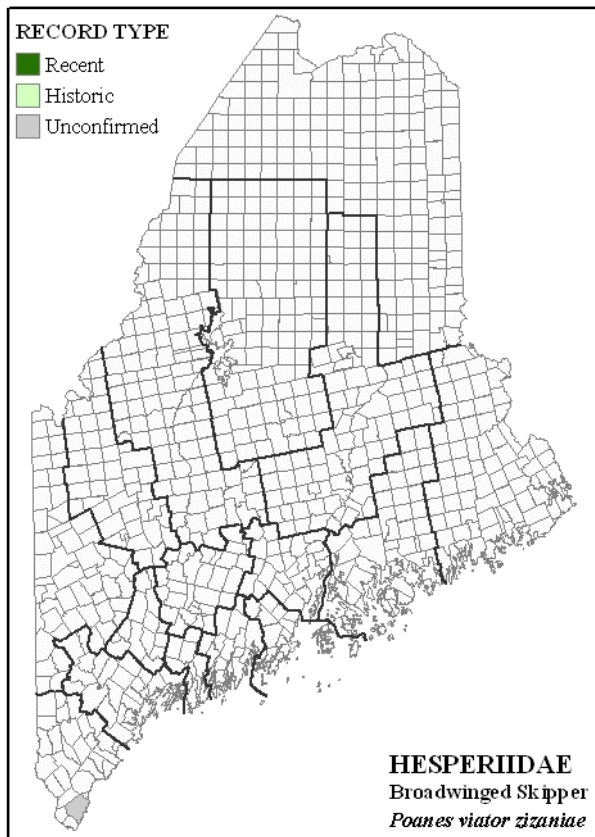 RECORD TYPE
Recent
Historic
Unconfirmed
HESPERIIDAE
Broadwinged Skipper
Poanes viator zizaniae